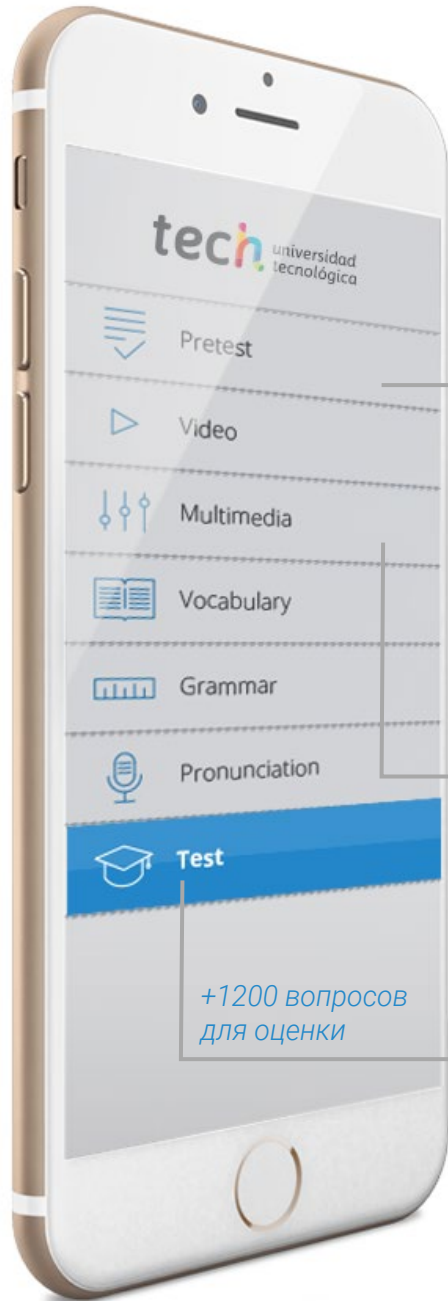 tech universidad
tecnológica
Pretest
Video
Multimedia
Vocabulary
Grammar
Pronunciation
Test
+1200 вопросов
для оценки